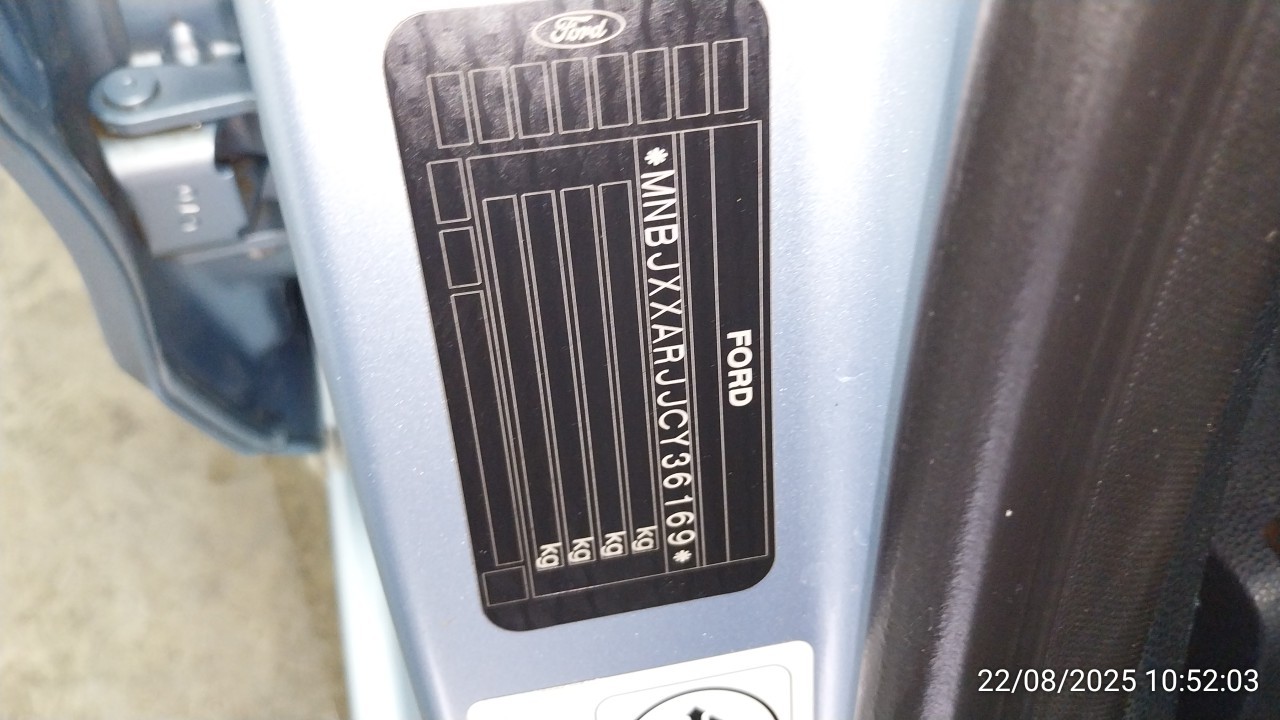 Ford
FORD
*MNBJXXARJJCY36169*
kg
kg
kg
kg
22/08/2025 10:52:03